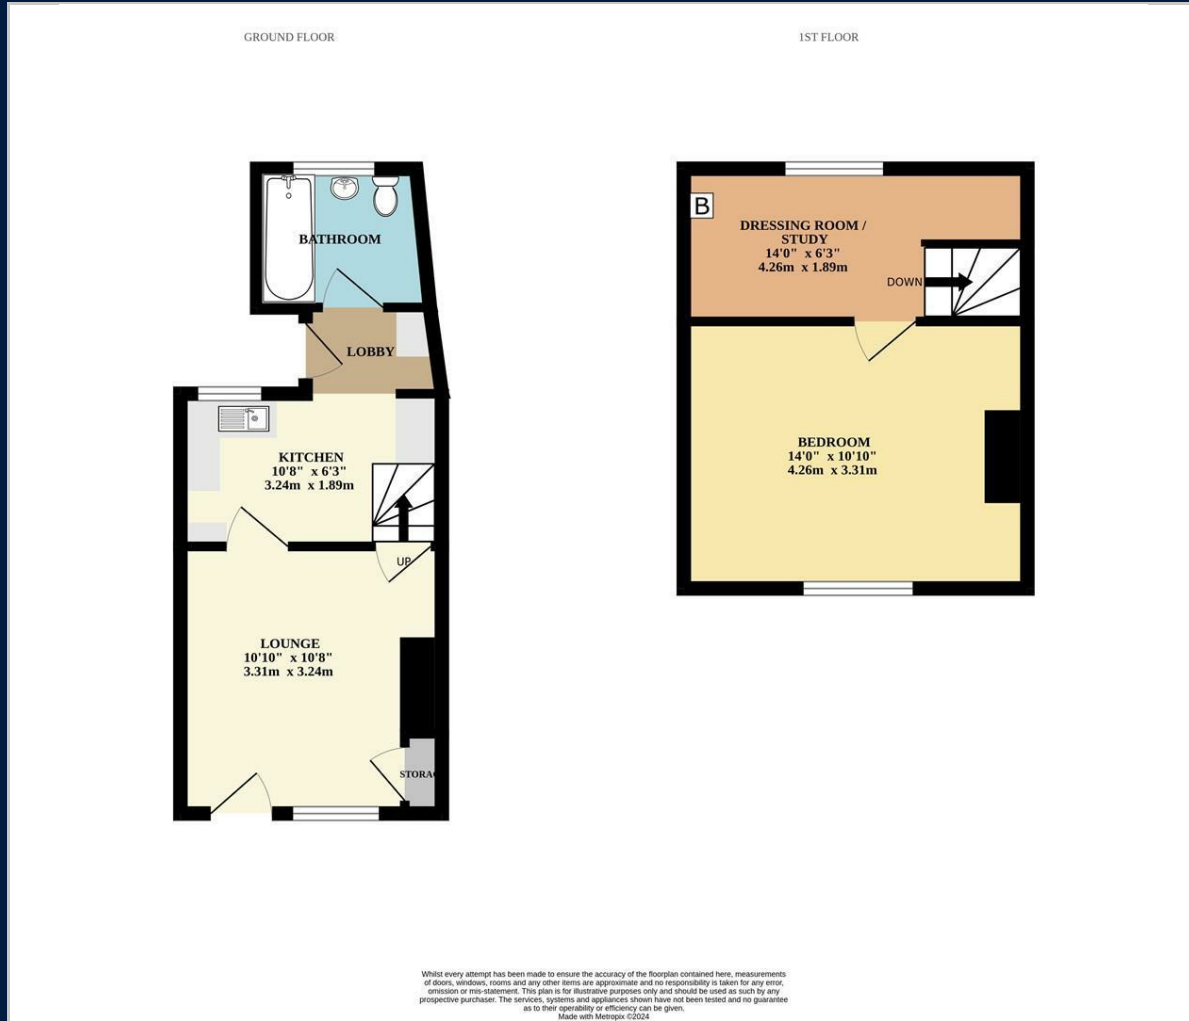 GROUND FLOOR
1ST FLOOR
BATHROOM
LOBBY
KITCHEN
10'8" x 6'3"
3.24m x 1.89m
UP
LOUNGE
10'10" x 10'8"
3.31m x 3.24m
STORA
B
DRESSING ROOM /
STUDY
14'0" x 6'3"
4.26m x 1.89m
DOWN
BEDROOM
14'0" x 10'10"
4.26m x 3.31m
Whilst every attempt has been made to ensure the accuracy of the floorplan contained here, measurements
of doors, windows, rooms and any other items are approximate and no responsibility is taken for any error,
omission or mis-statement. This plan is for illustrative purposes only and should be used as such by any
prospective purchaser. The services, systems and appliances shown have not been tested and no guarantee
as to their operability or efficiency can be given.
Made with Metropix ©2024